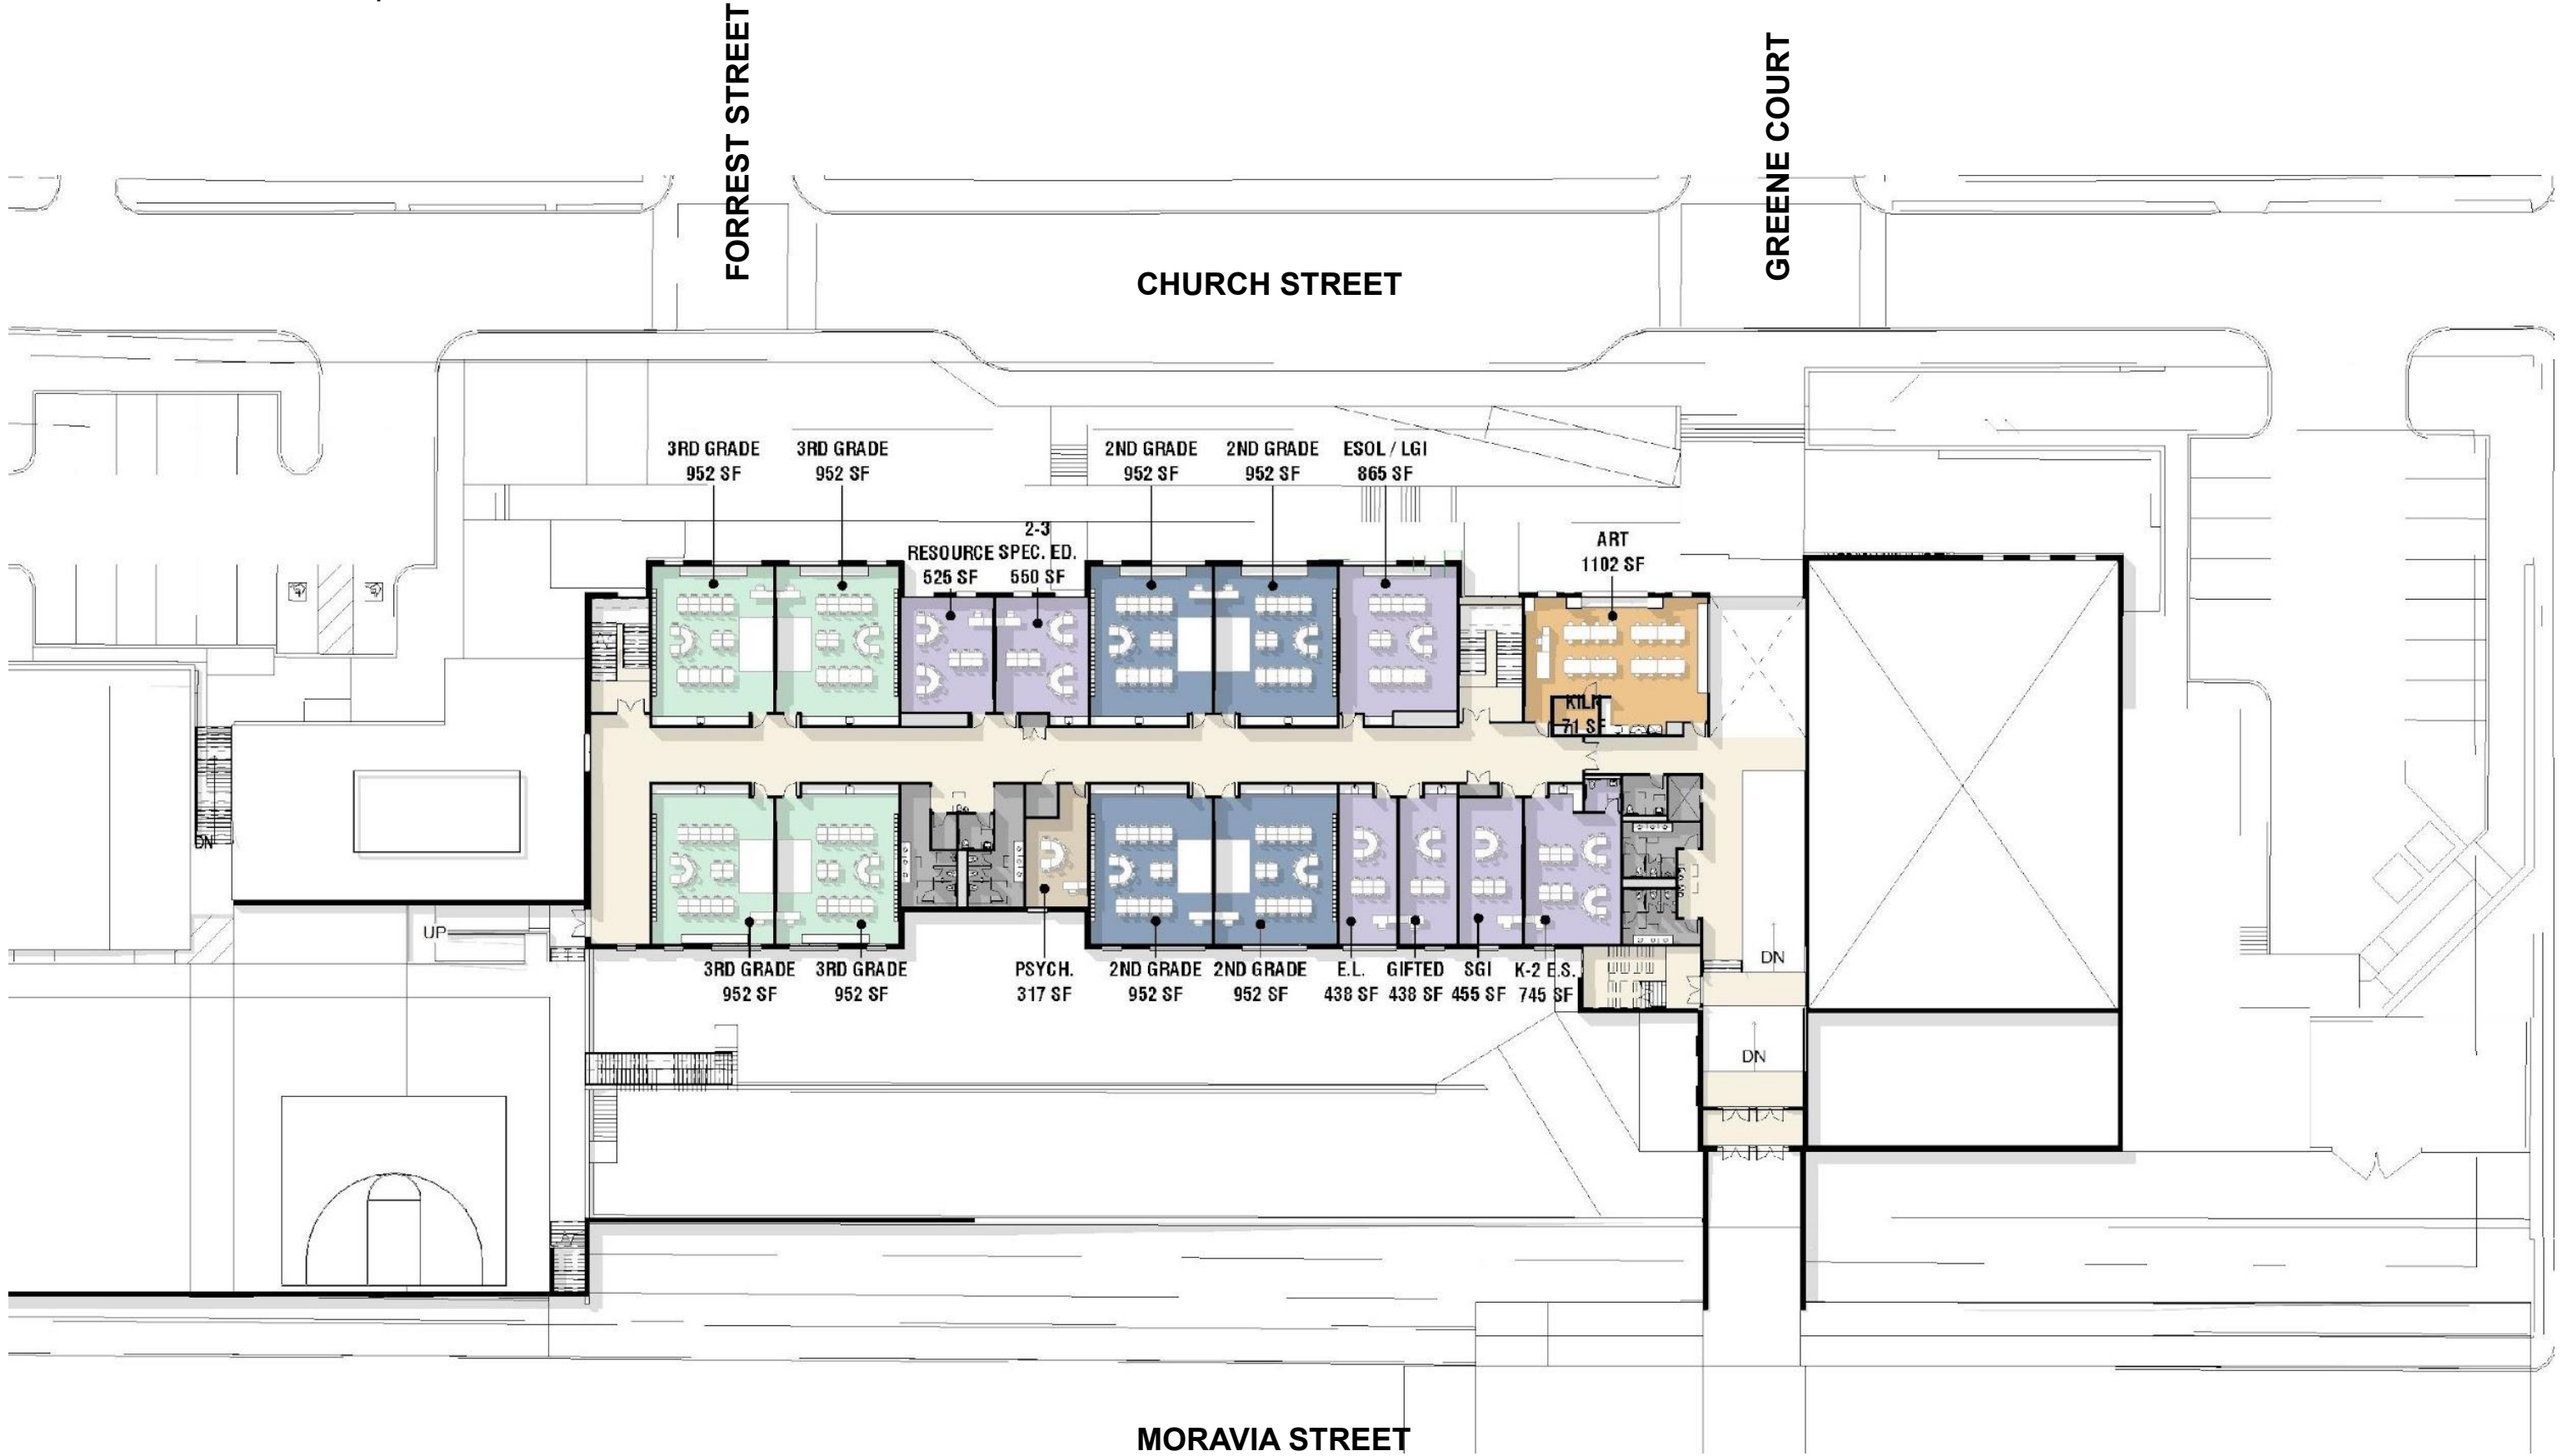 FORREST STREET
GREENE COURT
CHURCH STREET
3RD GRADE
952 SF
3RD GRADE
952 SF
2ND GRADE
952 SF
2ND GRADE
952 SF
ESOL / LGI
865 SF
RESOURCE
525 SF
2-3
SPEC. ED.
550 SF
ART
1102 SF
KILN
71 SF
DN
UP
3RD GRADE
952 SF
3RD GRADE
952 SF
PSYCH.
317 SF
2ND GRADE
952 SF
2ND GRADE
952 SF
E.L.
438 SF
GIFTED
438 SF
SGI
455 SF
K-2 E.S.
745 SF
DN
DN
MORAVIA STREET